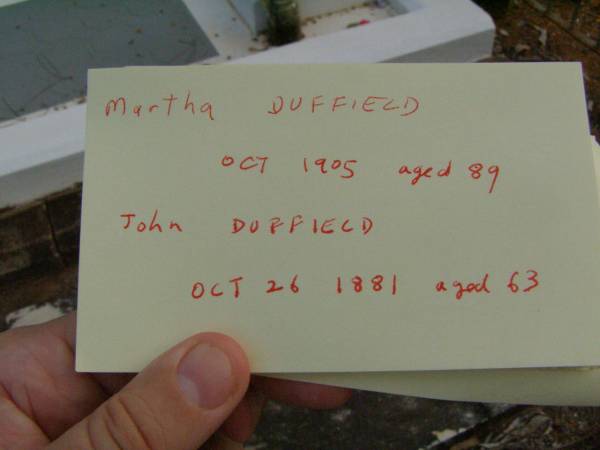 Martha DUFFIELD
OCT 1905 aged 89
John DUFFIELD
OCT 26 1881 aged 63